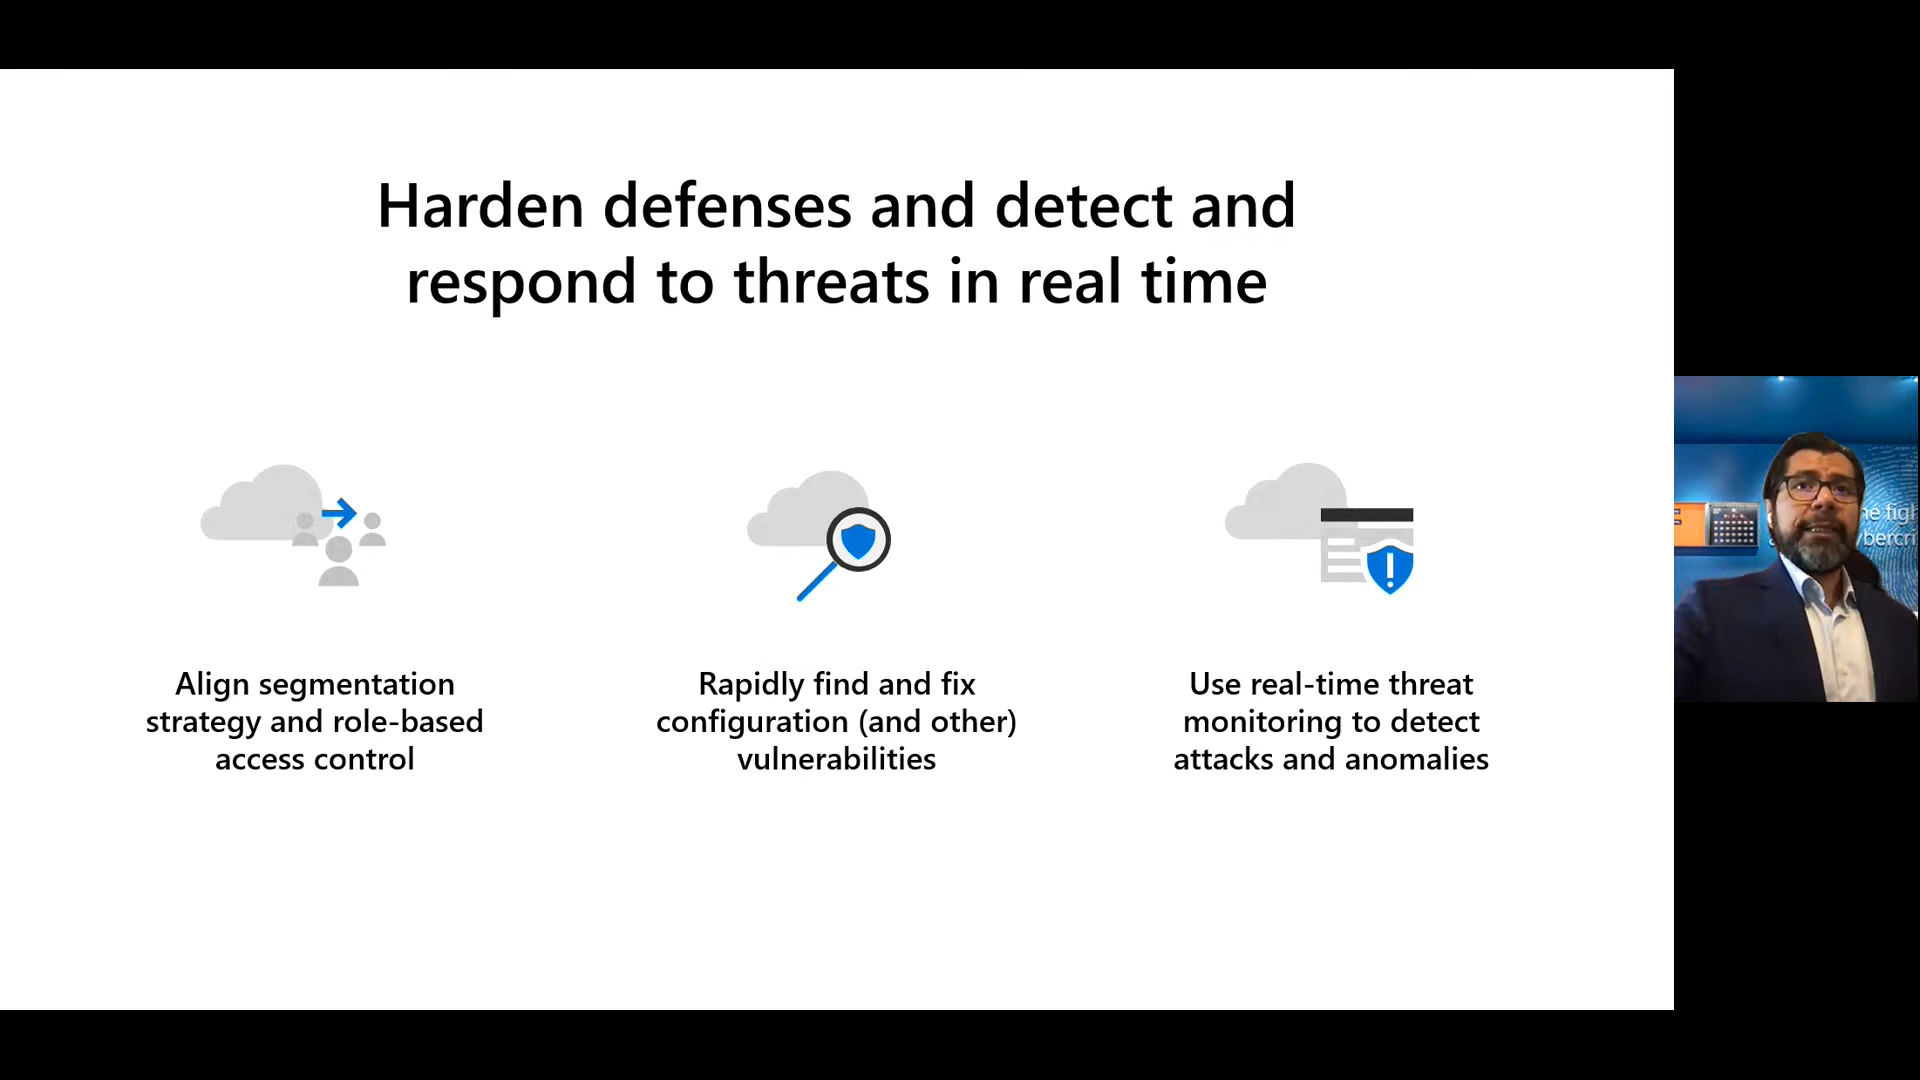 Harden defenses and detect and
respond to threats in real time
Align segmentation
strategy and role-based
access control
Rapidly find and fix
configuration (and other)
vulnerabilities
Use real-time threat
monitoring to detect
attacks and anomalies